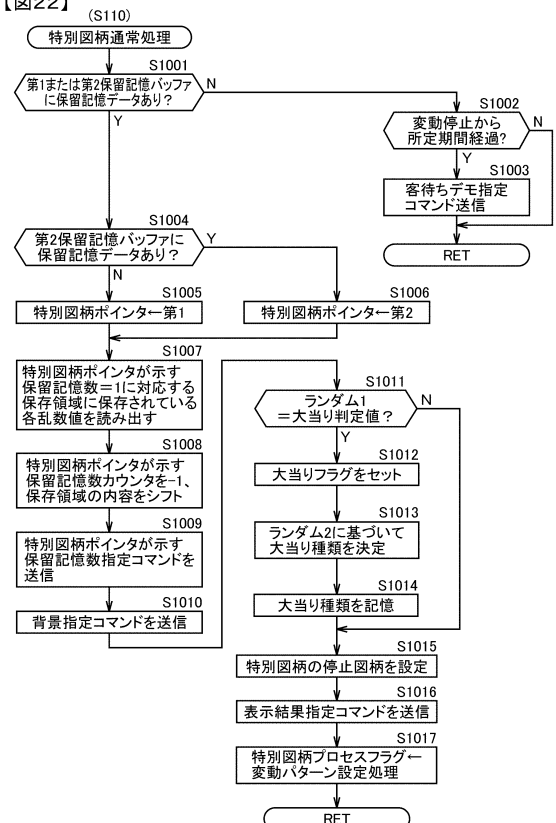 【図22】
(S110)
特別図柄通常処理
S1001
第1または第2保留記憶バッファ
に保留記憶データあり？
N
Y
S1002
変動停止から
所定期間経過?
N
Y
S1003
客待ちデモ指定
コマンド送信
RET
S1004
第2保留記憶バッファに
保留記憶データあり？
Y
N
S1005
特別図柄ポインタ←第1
S1006
特別図柄ポインタ←第2
S1007
特別図柄ポインタが示す
保留記憶数＝1に対応する
保存領域に保存されている
各乱数値を読み出す
S1008
特別図柄ポインタが示す
保留記憶数カウンタを-1、
保存領域の内容をシフト
S1009
特別図柄ポインタが示す
保留記憶数指定コマンドを
送信
S1010
背景指定コマンドを送信
S1011
ランダム1
＝大当り判定値？
N
Y
S1012
大当りフラグをセット
S1013
ランダム2に基づいて
大当り種類を決定
S1014
大当り種類を記憶
S1015
特別図柄の停止図柄を設定
S1016
表示結果指定コマンドを送信
S1017
特別図柄プロセスフラグ←
変動パターン設定処理
RET